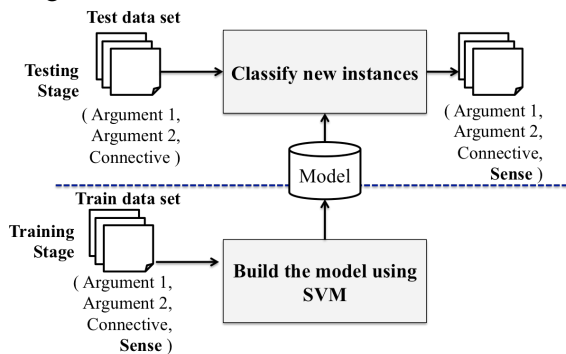 Test data set
Testing
Stage
Classify new instances
( Argument 1,
Argument 2,
Connective )
( Argument 1,
Argument 2,
Connective,
Sense )
Model
Train data set
Training
Stage
Build the model using
SVM
( Argument 1,
Argument 2,
Connective,
Sense )